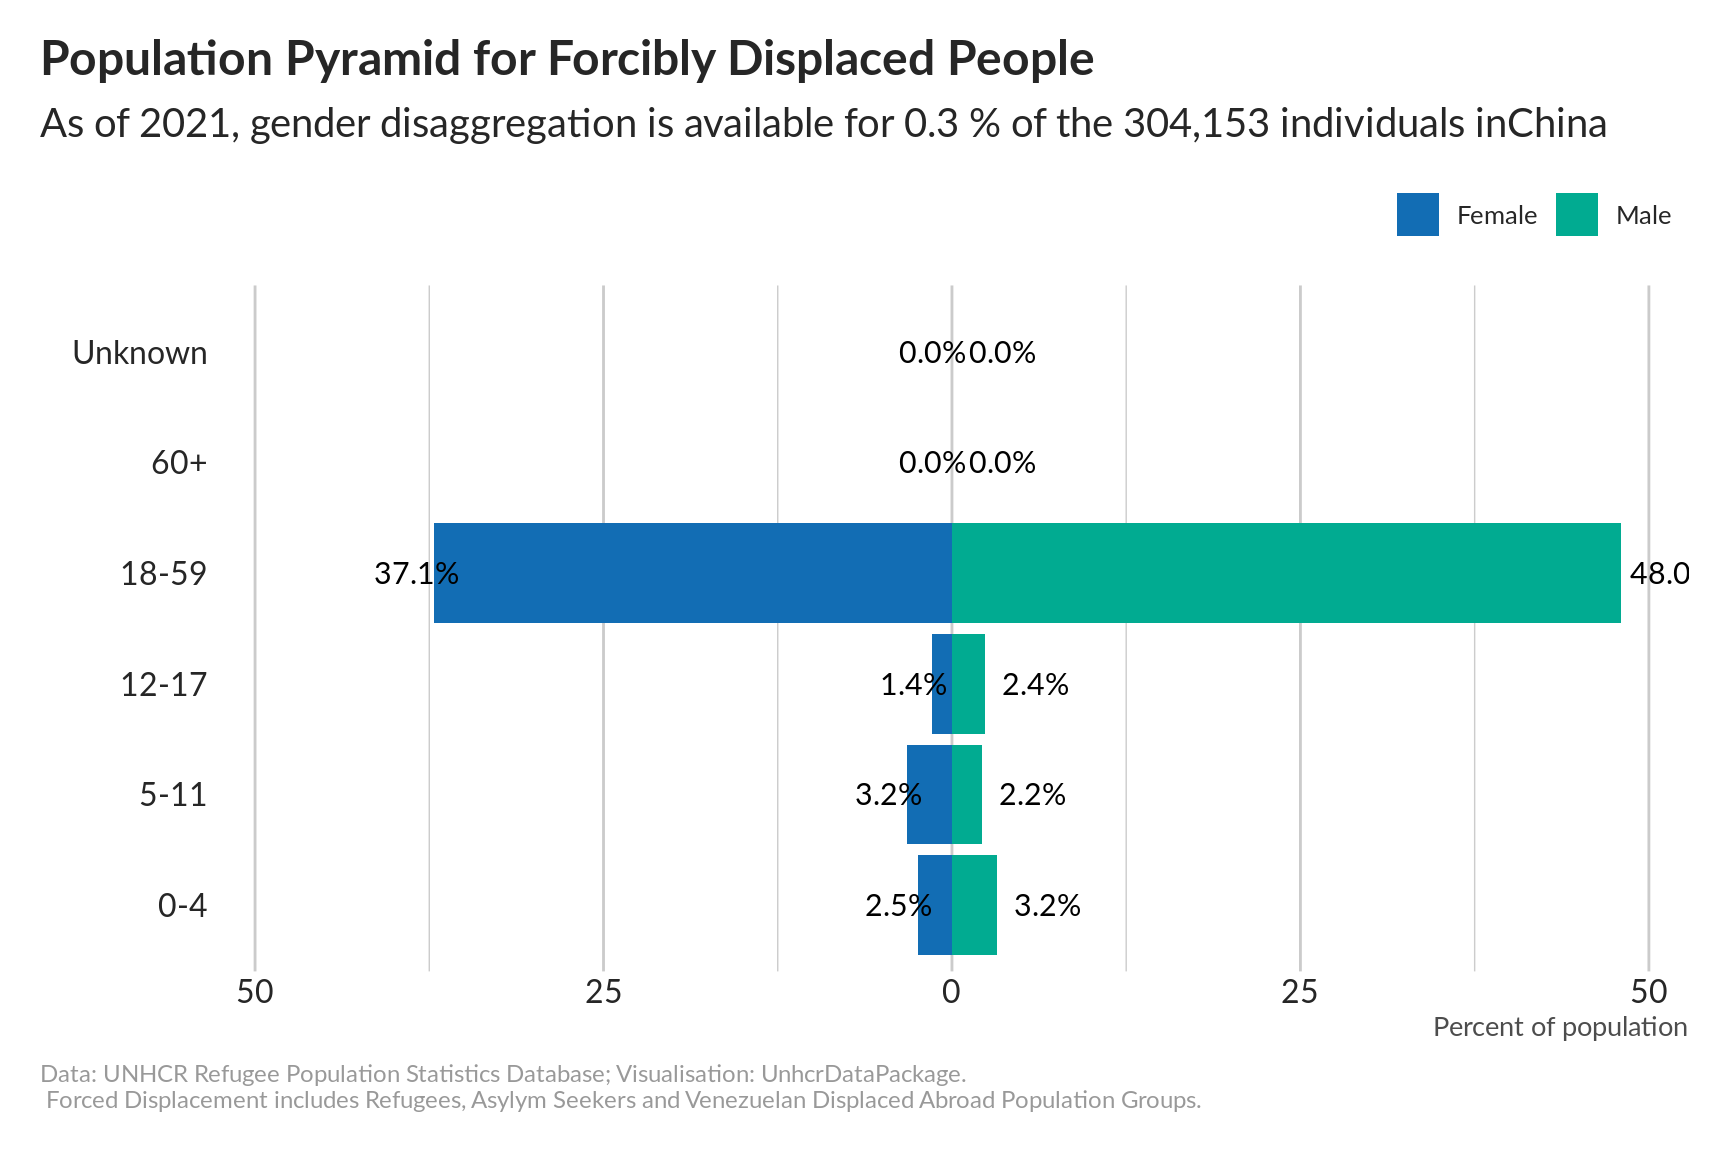 Population Pyramid for Forcibly Displaced People
As of 2021, gender disaggregation is available for 0.3 % of the 304,153 individuals inChina
Female Male
Unknown 0.0% 0.0%
60+ 0.0% 0.0%
18-59 37.1% 48.0
12-17 1.4% 2.4%
5-11 3.2% 2.2%
0-4 2.5% 3.2%
50 25 0 25 50
Percent of population
Data: UNHCR Refugee Population Statistics Database; Visualisation: UnhcrDataPackage.
Forced Displacement includes Refugees, Asylym Seekers and Venezuelan Displaced Abroad Population Groups.